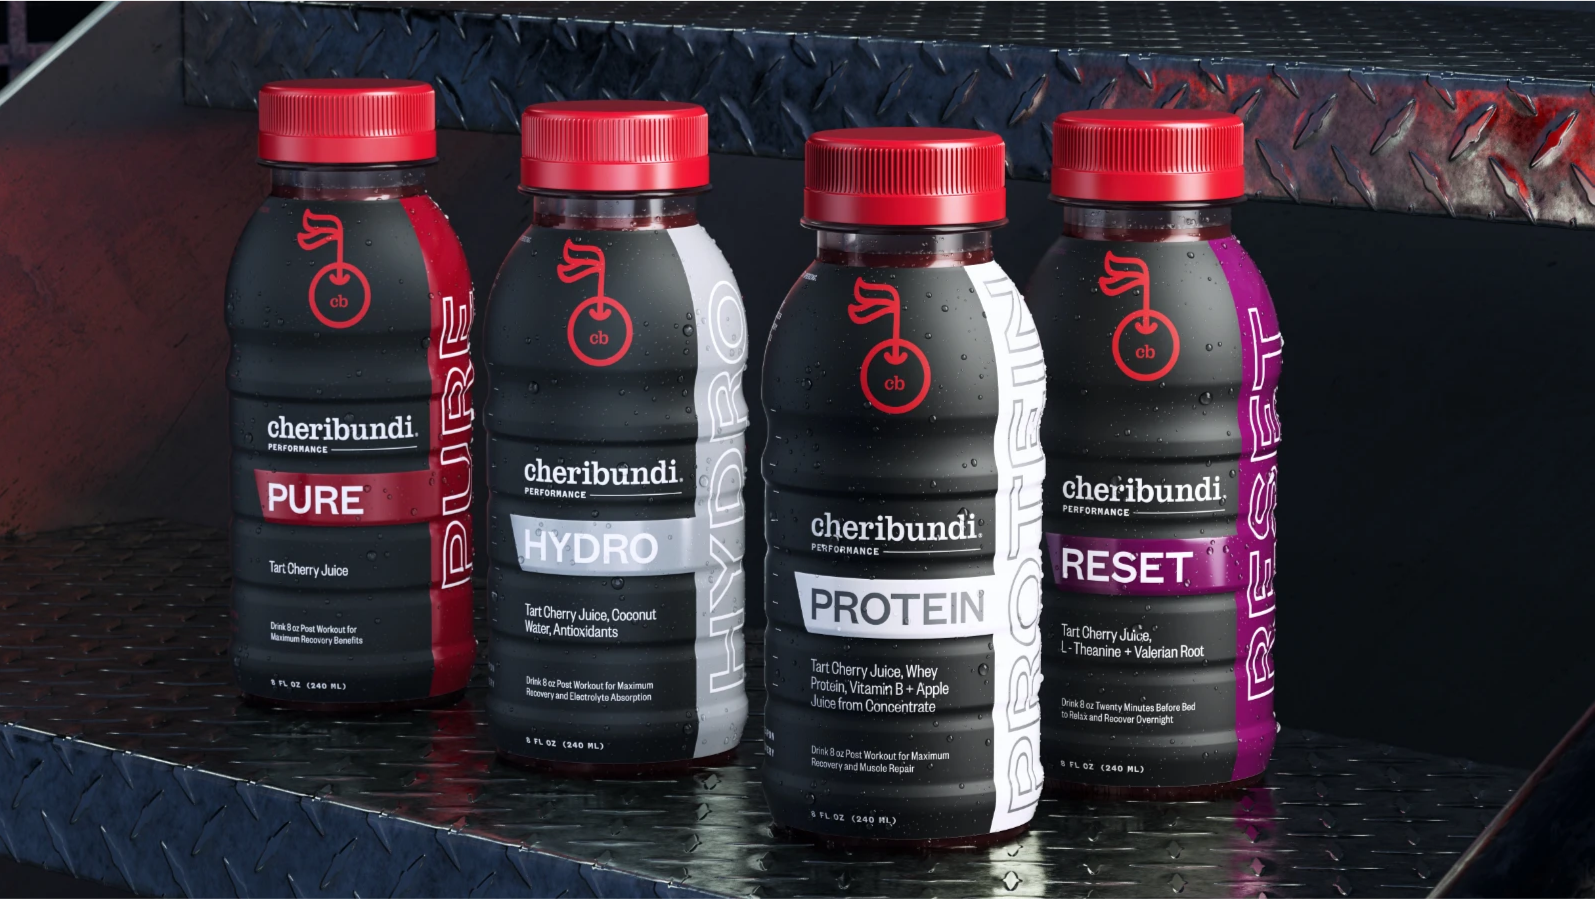 cb
cheribundi.
PERFORMANCE
PURE
Tart Cherry Juice
Drink 8 oz Post Workout for
Maximum Recovery Benefits
8 FL OZ (240 ML)
PURE
cb
cheribundi.
PERFORMANCE
HYDRO
Tart Cherry Juice, Coconut
Water, Antioxidants
Drink 8 oz Post Workout for Maximum
Recovery and Electrolyte Absorption
8 FL OZ (240 ML)
HYDRO
cb
cheribundi®
PERFORMANCE
PROTEIN
Tart Cherry Juice, Whey
Protein, Vitamin B + Apple
Juice from Concentrate
Drink 8 oz Post Workout for Maximum
Recovery and Muscle Repair
8 FL OZ (240 ML)
PROTEIN
cb
cheribundi.
PERFORMANCE
RESET
Tart Cherry Juice,
L-Theanine + Valerian Root
Drink 8 oz Twenty Minutes Before Bed
to Relax and Recover Overnight
8 FL OZ (240 ML)
RESET